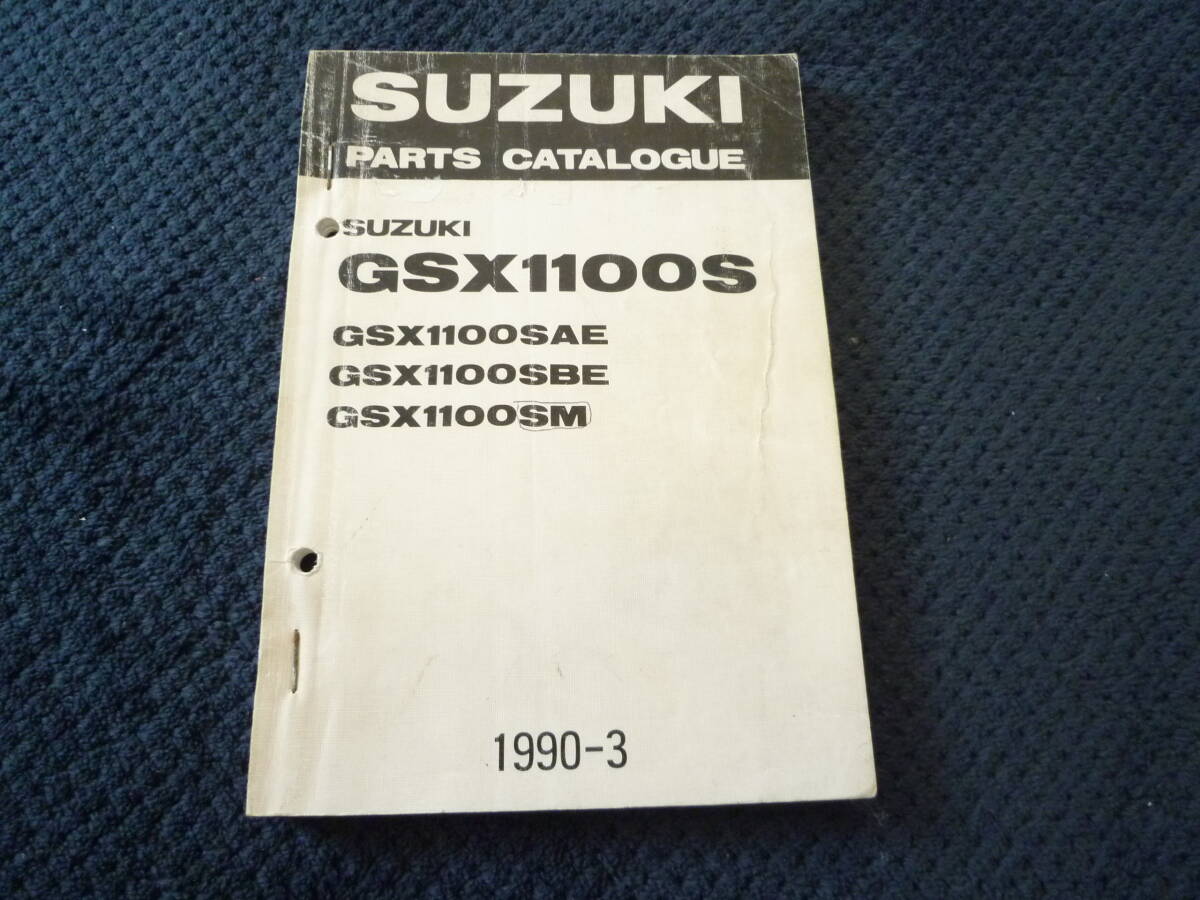 SUZUKI
PARTS CATALOGUE
SUZUKI
GSX1100S
GSX1100SAE
GSX1100SBE
GSX1100SM
1990-3